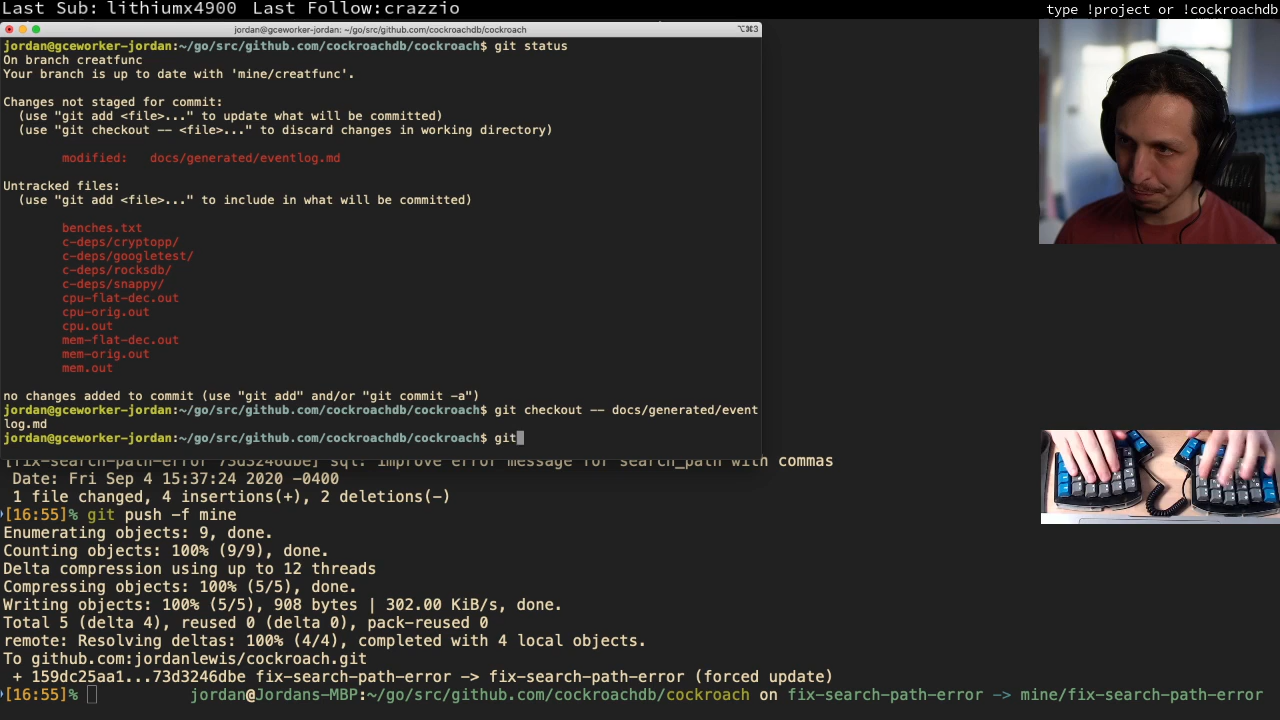 Last Sub: lithiumx4900 Last Follow:crazzio
type !project or !cockroachdb
jordan@gceworker-jordan: ~/go/src/github.com/cockroachdb/cockroach
⌥⌘3
jordan@gceworker-jordan:~/go/src/github.com/cockroachdb/cockroach$ git status
On branch creatfunc
Your branch is up to date with 'mine/creatfunc'.
Changes not staged for commit:
(use "git add <file>..." to update what will be committed)
(use "git checkout -- <file>..." to discard changes in working directory)
modified:   docs/generated/eventlog.md
Untracked files:
(use "git add <file>..." to include in what will be committed)
benches.txt
c-deps/cryptopp/
c-deps/googletest/
c-deps/rocksdb/
c-deps/snappy/
cpu-flat-dec.out
cpu-orig.out
cpu.out
mem-flat-dec.out
mem-orig.out
mem.out
no changes added to commit (use "git add" and/or "git commit -a")
jordan@gceworker-jordan:~/go/src/github.com/cockroachdb/cockroach$ git checkout -- docs/generated/event
log.md
jordan@gceworker-jordan:~/go/src/github.com/cockroachdb/cockroach$ git
[fix-search-path-error 73d3246dbe] sql: improve error message for search_path with commas
Date: Fri Sep 4 15:37:24 2020 -0400
1 file changed, 4 insertions(+), 2 deletions(-)
[16:55]% git push -f mine
Enumerating objects: 9, done.
Counting objects: 100% (9/9), done.
Delta compression using up to 12 threads
Compressing objects: 100% (5/5), done.
Writing objects: 100% (5/5), 908 bytes | 302.00 KiB/s, done.
Total 5 (delta 4), reused 0 (delta 0), pack-reused 0
remote: Resolving deltas: 100% (4/4), completed with 4 local objects.
To github.com:jordanlewis/cockroach.git
+ 159dc25aa1...73d3246dbe fix-search-path-error -> fix-search-path-error (forced update)
[16:55]% jordan@Jordans-MBP:~/go/src/github.com/cockroachdb/cockroach on fix-search-path-error -> mine/fix-search-path-error